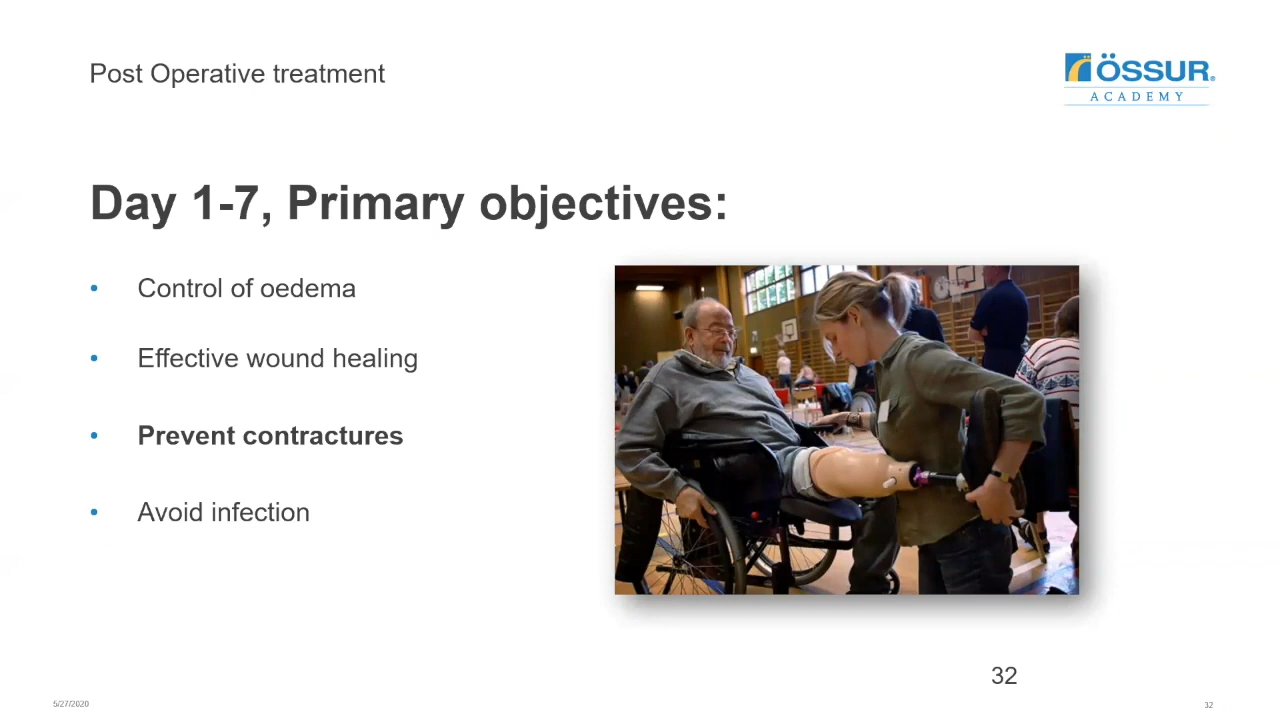 Post Operative treatment
ÖSSUR®
ACADEMY
Day 1-7, Primary objectives:
• Control of oedema
• Effective wound healing
• Prevent contractures
• Avoid infection
32
5/27/2020
32